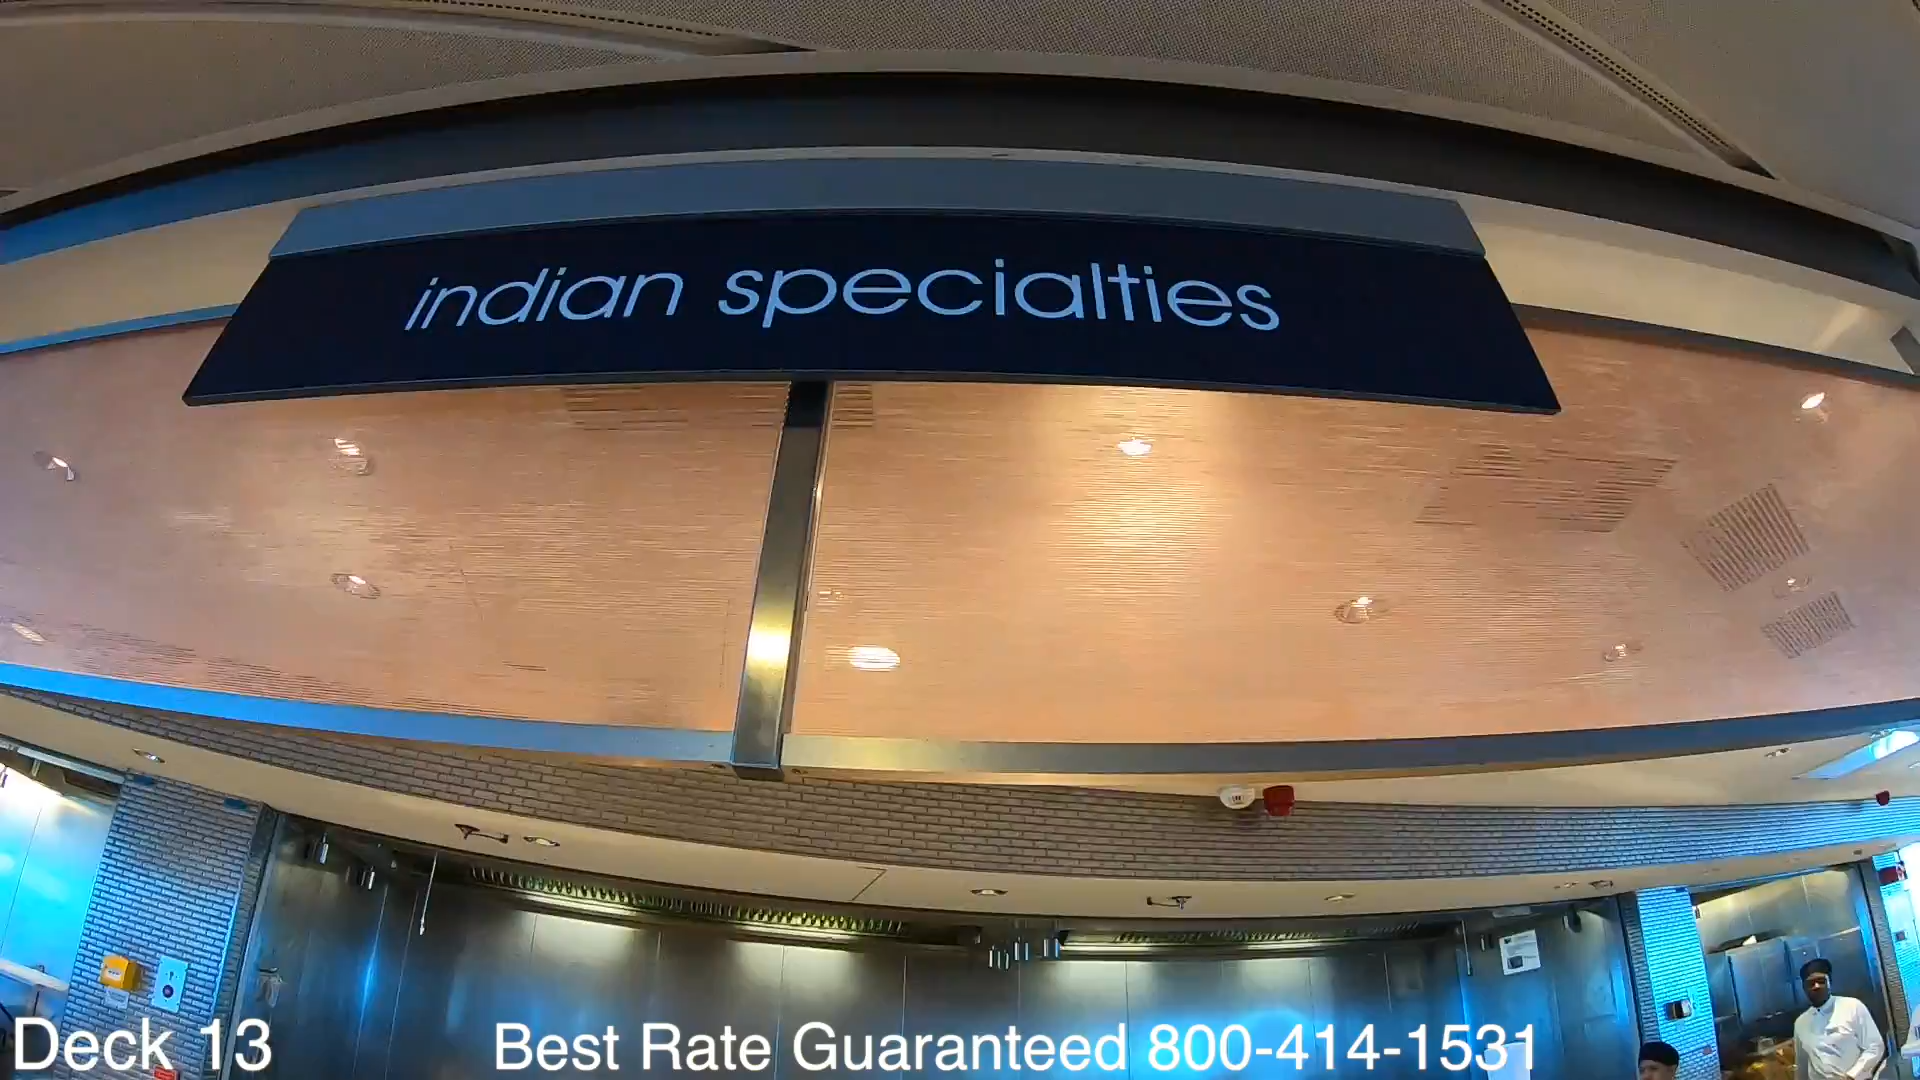 indian specialties
Deck 13
Best Rate Guaranteed 800-414-1531